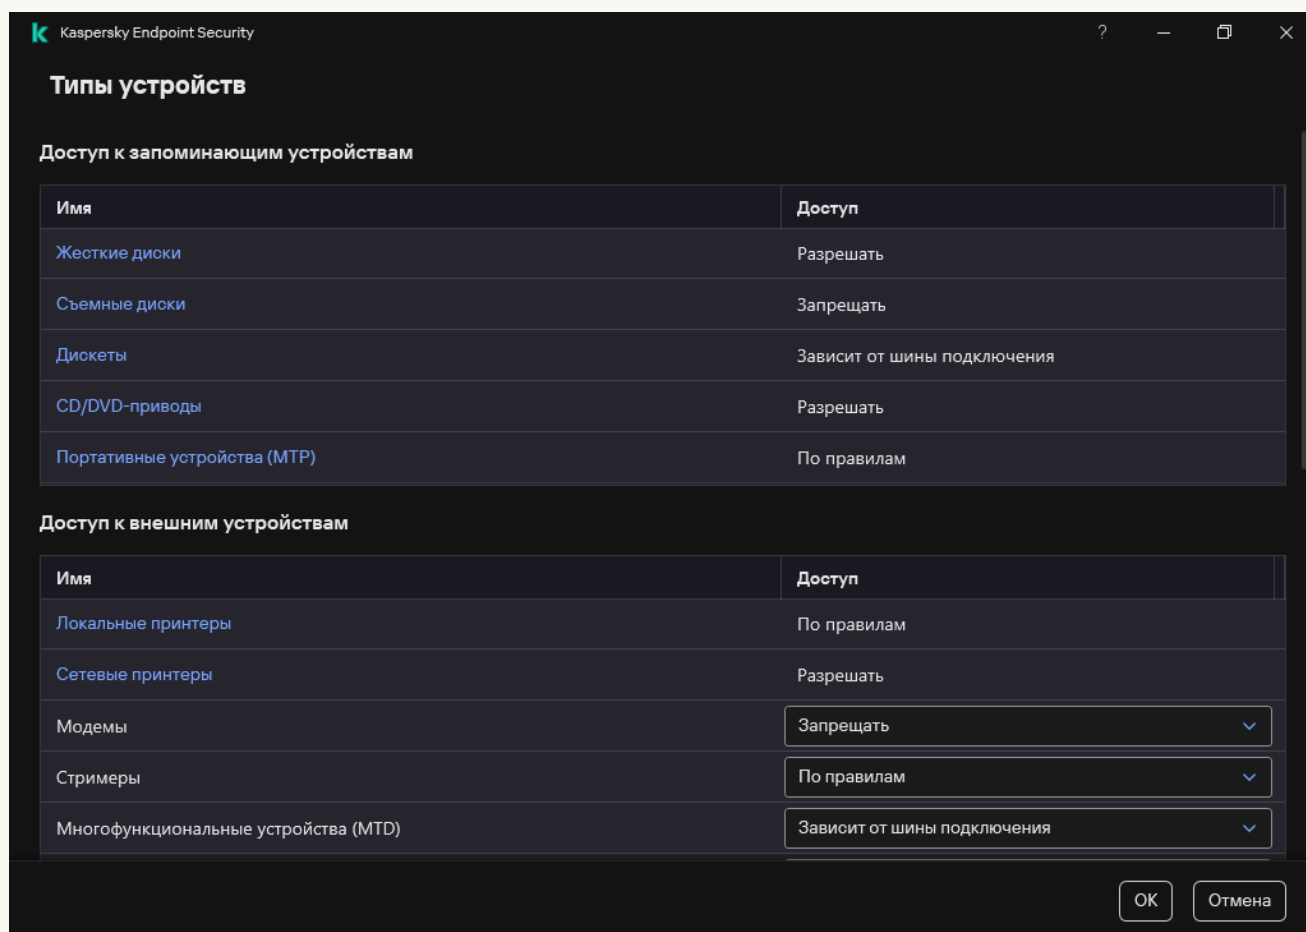 Kaspersky Endpoint Security
?
Типы устройств
Доступ к запоминающим устройствам
Имя Доступ
Жесткие диски Разрешать
Съемные диски Запрещать
Дискеты Зависит от шины подключения
CD/DVD-приводы Разрешать
Портативные устройства (MTP) По правилам
Доступ к внешним устройствам
Имя Доступ
Локальные принтеры По правилам
Сетевые принтеры Разрешать
Модемы Запрещать
Стримеры По правилам
Многофункциональные устройства (MTD) Зависит от шины подключения
ОК Отмена